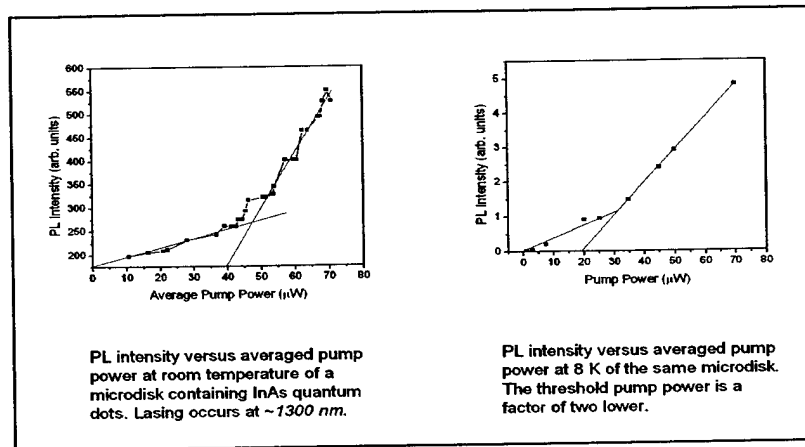 600
550
500
450
400
350
300
250
200
PL Intensity (arb. units)
0 10 20 30 40 50 60 70 80
Average Pump Power (μW)
5
4
3
2
1
0
PL Intensity (arb. units)
0 10 20 30 40 50 60 70 80
Pump Power (μW)
PL intensity versus averaged pump
power at room temperature of a
microdisk containing InAs quantum
dots. Lasing occurs at ~1300 nm.
PL intensity versus averaged pump
power at 8 K of the same microdisk.
The threshold pump power is a
factor of two lower.